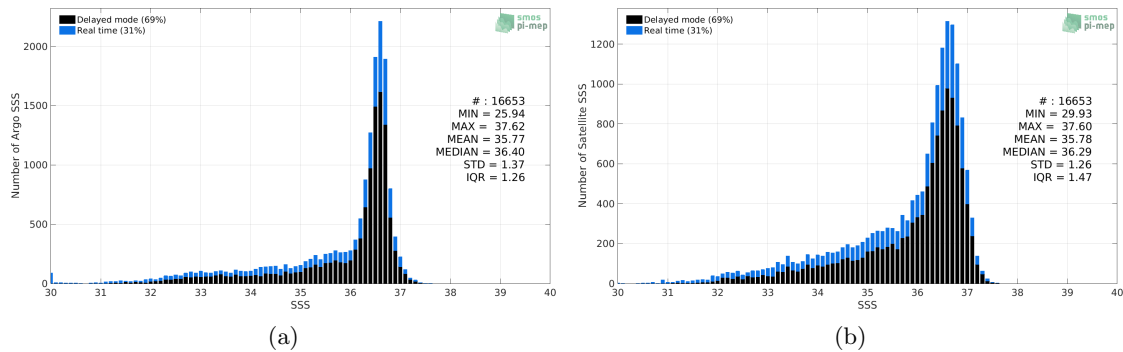 Delayed mode (69%)
Real time (31%)
smos
pi-mep
Number of Argo SSS
2000
1500
1000
500
0
# : 16653
MIN = 25.94
MAX = 37.62
MEAN = 35.77
MEDIAN = 36.40
STD = 1.37
IQR = 1.26
30 31 32 33 34 35 36 37 38 39 40
SSS
(a)
Delayed mode (69%)
Real time (31%)
smos
pi-mep
Number of Satellite SSS
1200
1000
800
600
400
200
0
# : 16653
MIN = 29.93
MAX = 37.60
MEAN = 35.78
MEDIAN = 36.29
STD = 1.26
IQR = 1.47
30 31 32 33 34 35 36 37 38 39 40
SSS
(b)